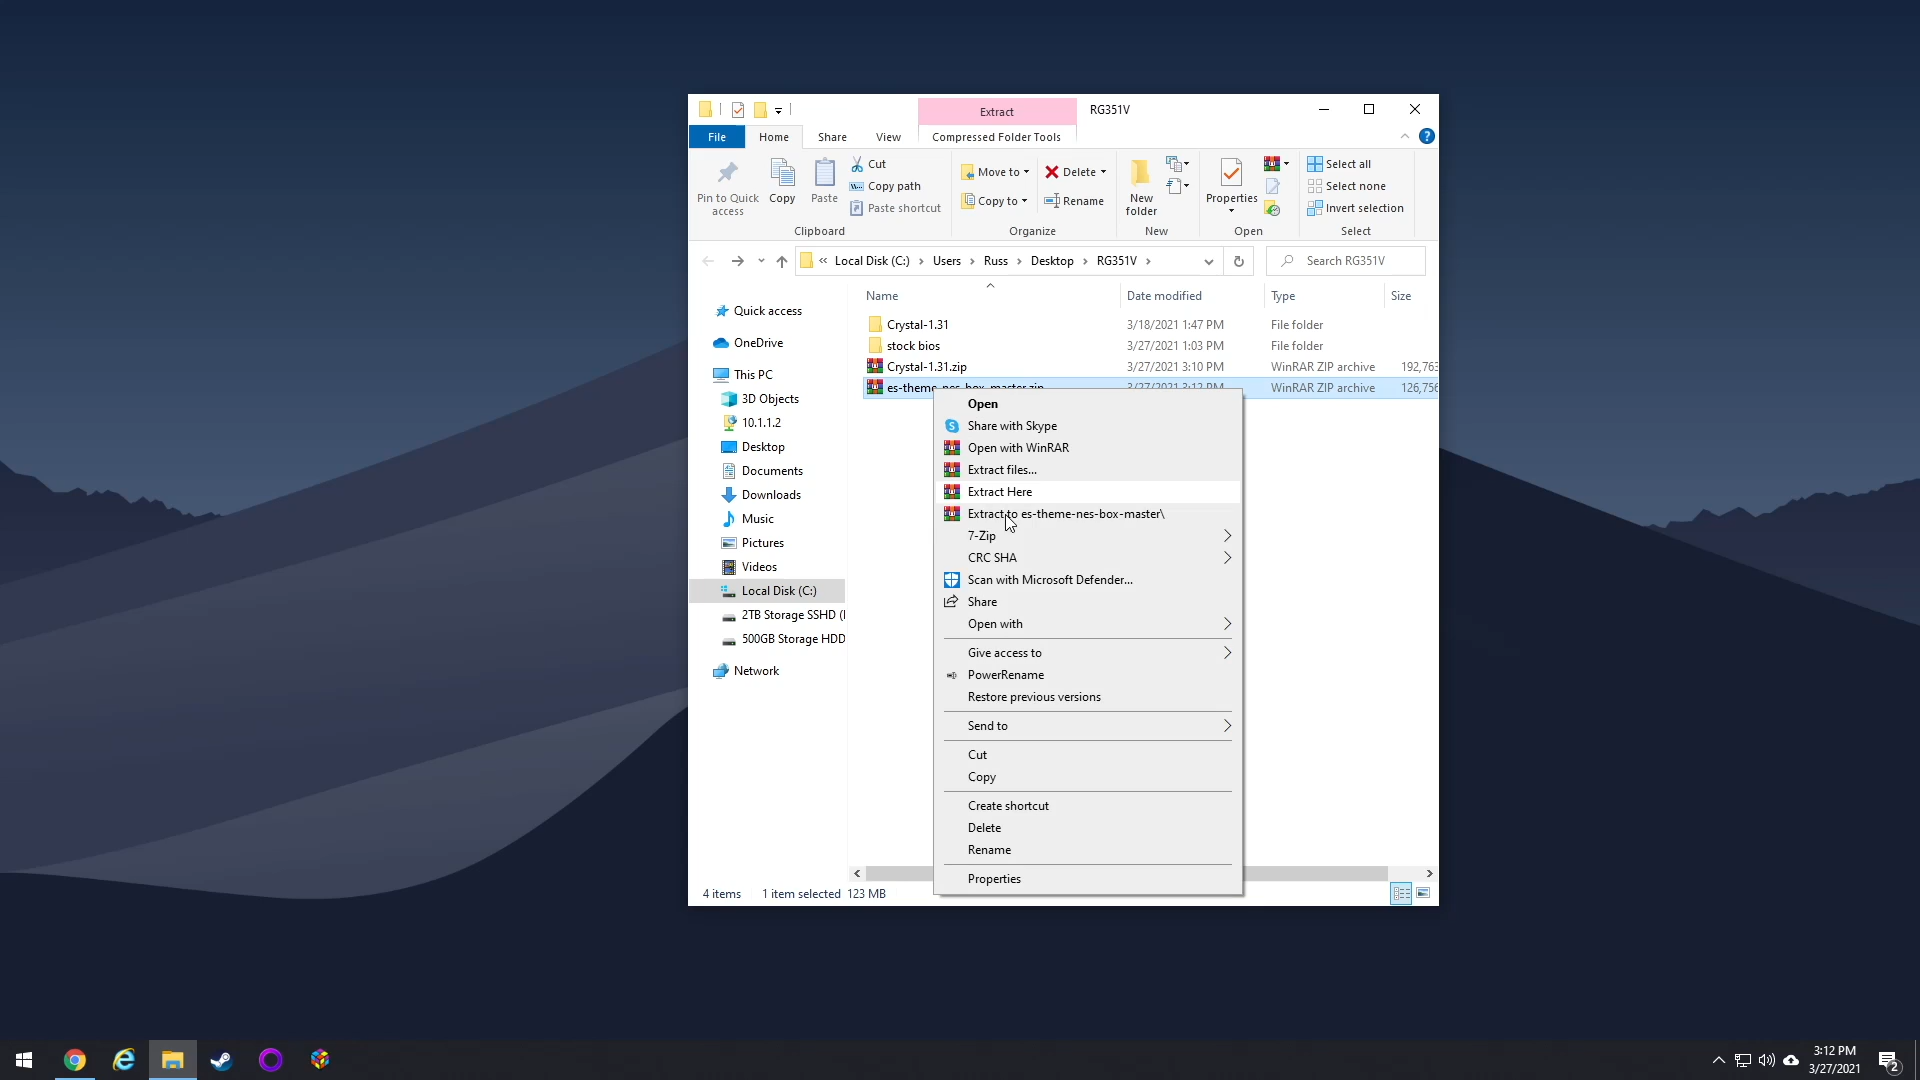 Extract
RG351V
File
Home
Share
View
Compressed Folder Tools
Pin to Quick access
Copy
Paste
Cut
Copy path
Paste shortcut
Clipboard
Move to
Copy to
Delete
Rename
Organize
New folder
New
Properties
Open
Select all
Select none
Invert selection
Select
« Local Disk (C:) › Users › Russ › Desktop › RG351V ›
Search RG351V
Name
Date modified
Type
Size
Crystal-1.31 3/18/2021 1:47 PM File folder
stock bios 3/27/2021 1:03 PM File folder
Crystal-1.31.zip 3/27/2021 3:10 PM WinRAR ZIP archive 192,763
es-theme-nes-box-master.zip 3/27/2021 3:12 PM WinRAR ZIP archive 126,756
Quick access
OneDrive
This PC
3D Objects
10.1.1.2
Desktop
Documents
Downloads
Music
Pictures
Videos
Local Disk (C:)
2TB Storage SSHD (
500GB Storage HDD
Network
Open
Share with Skype
Open with WinRAR
Extract files...
Extract Here
Extract to es-theme-nes-box-master\
7-Zip
CRC SHA
Scan with Microsoft Defender...
Share
Open with
Give access to
PowerRename
Restore previous versions
Send to
Cut
Copy
Create shortcut
Delete
Rename
Properties
4 items
1 item selected 123 MB
3:12 PM
3/27/2021
2